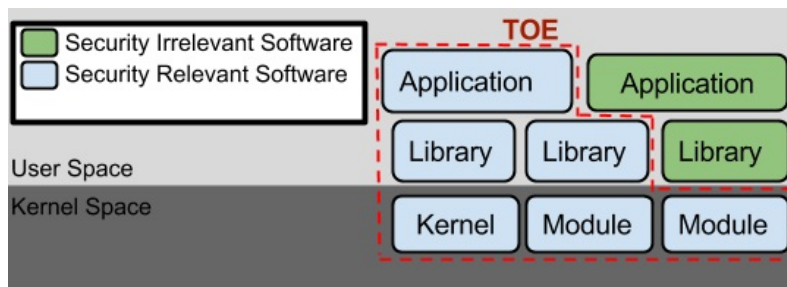 TOE
Security Irrelevant Software
Security Relevant Software
Application
Application
Library
Library
Library
User Space
Kernel Space
Kernel
Module
Module